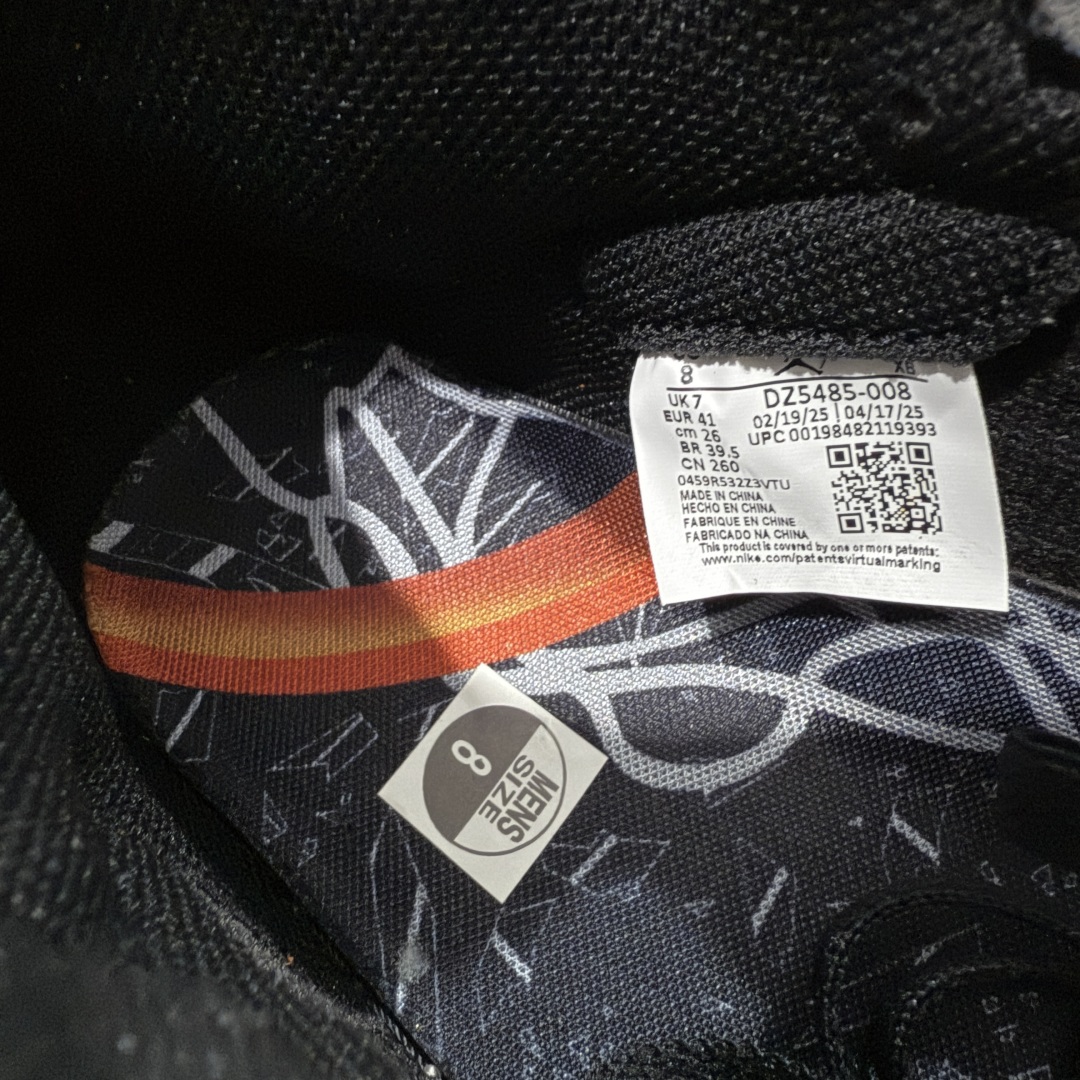 8 XB
UK 7 DZ5485-008
EUR 41 02/19/25 | 04/17/25
cm 26 UPC 00198482119393
BR 39.5
CN 260
0459R532Z3VTU
MADE IN CHINA
HECHO EN CHINA
FABRIQUE EN CHINE
FABRICADO NA CHINA
This product is covered by one or more patents:
www.nike.com/patentsvirtualmarking
8
MENS
SIZE